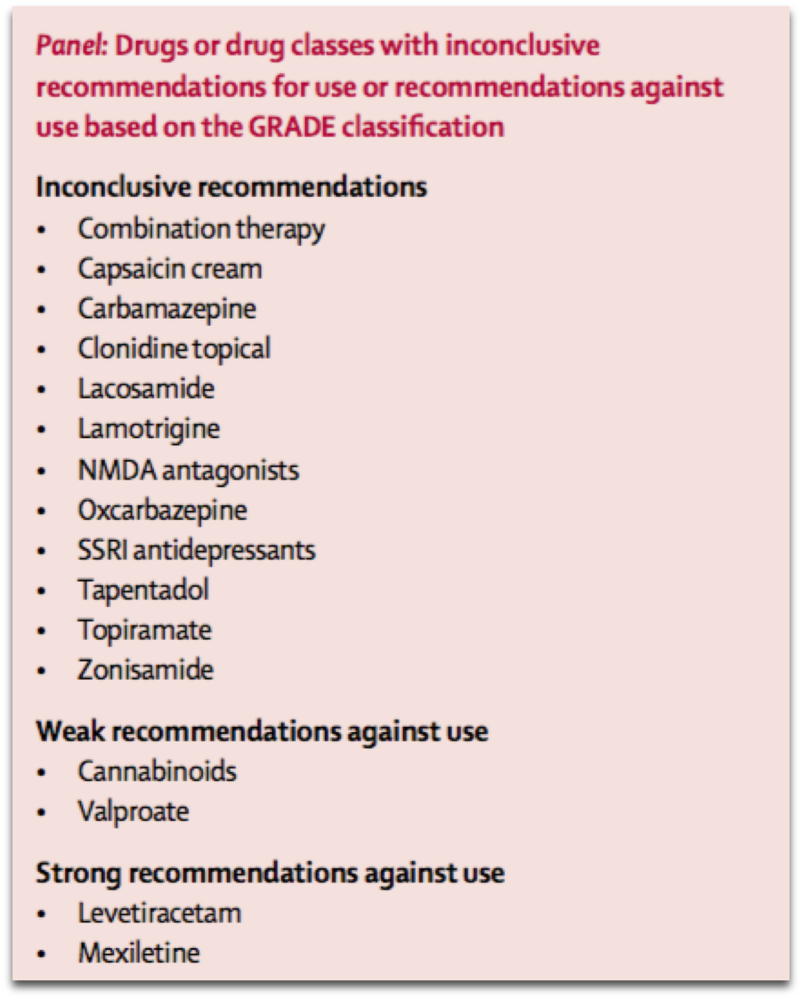 Panel: Drugs or drug classes with inconclusive
recommendations for use or recommendations against
use based on the GRADE classification
Inconclusive recommendations
• Combination therapy
• Capsaicin cream
• Carbamazepine
• Clonidine topical
• Lacosamide
• Lamotrigine
• NMDA antagonists
• Oxcarbazepine
• SSRI antidepressants
• Tapentadol
• Topiramate
• Zonisamide
Weak recommendations against use
• Cannabinoids
• Valproate
Strong recommendations against use
• Levetiracetam
• Mexiletine